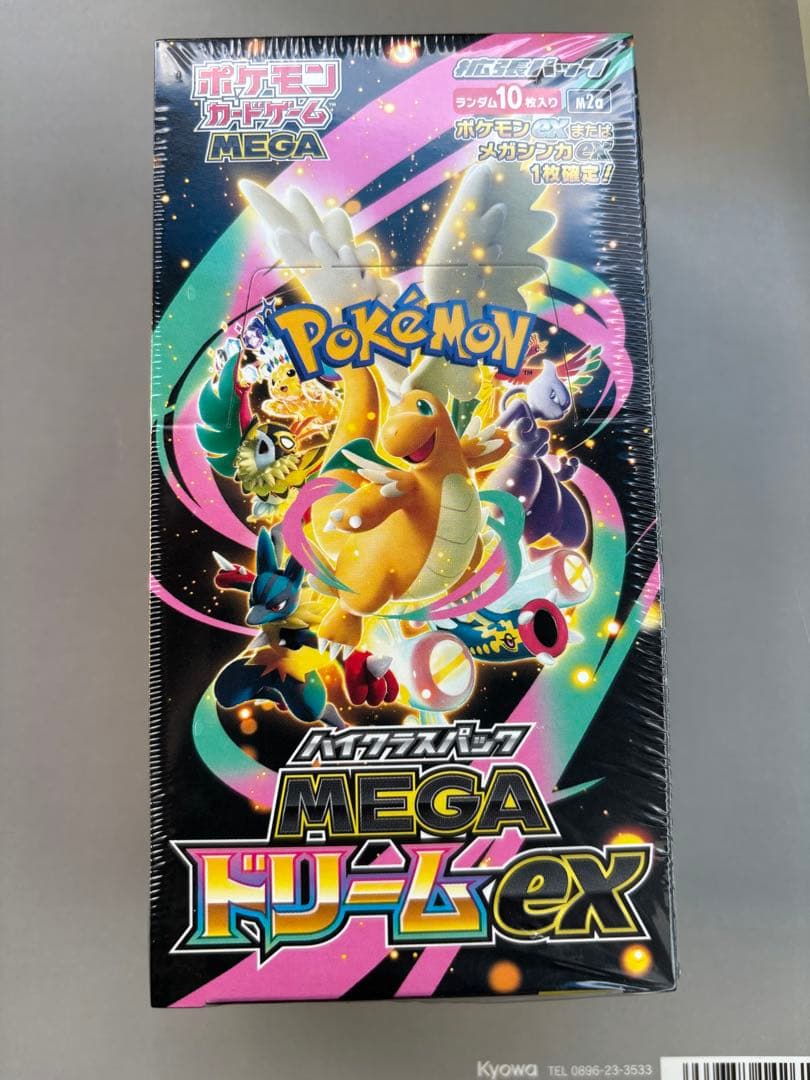 ポケモン
カードゲーム
MEGA
拡張パック
ランダム10枚入り M2a
ポケモンexまたは
メガシンカex
1枚確定!
POKéMON
TM
ハイクラスパック
MEGA
ドリームex
Kyowa TEL 0896-23-3533